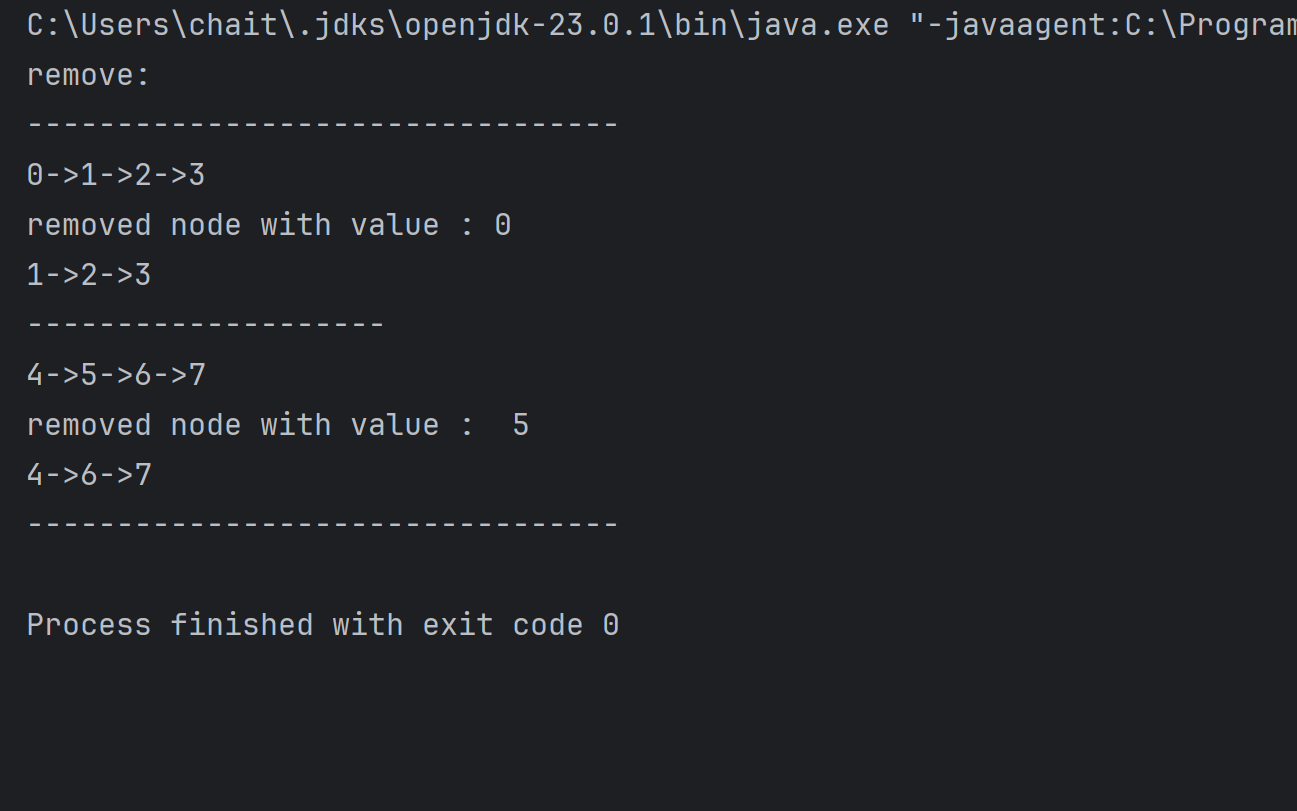 C:\Users\chait\.jdks\openjdk-23.0.1\bin\java.exe "-javaagent:C:\Program
remove:
---------------------------------
0->1->2->3
removed node with value : 0
1->2->3
--------------------
4->5->6->7
removed node with value :  5
4->6->7
---------------------------------
Process finished with exit code 0